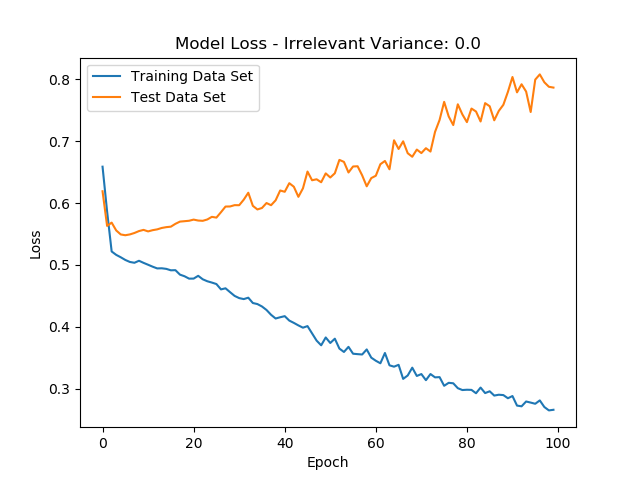 Model Loss - Irrelevant Variance: 0.0
Training Data Set
Test Data Set
Loss
0.8
0.7
0.6
0.5
0.4
0.3
0 20 40 60 80 100
Epoch